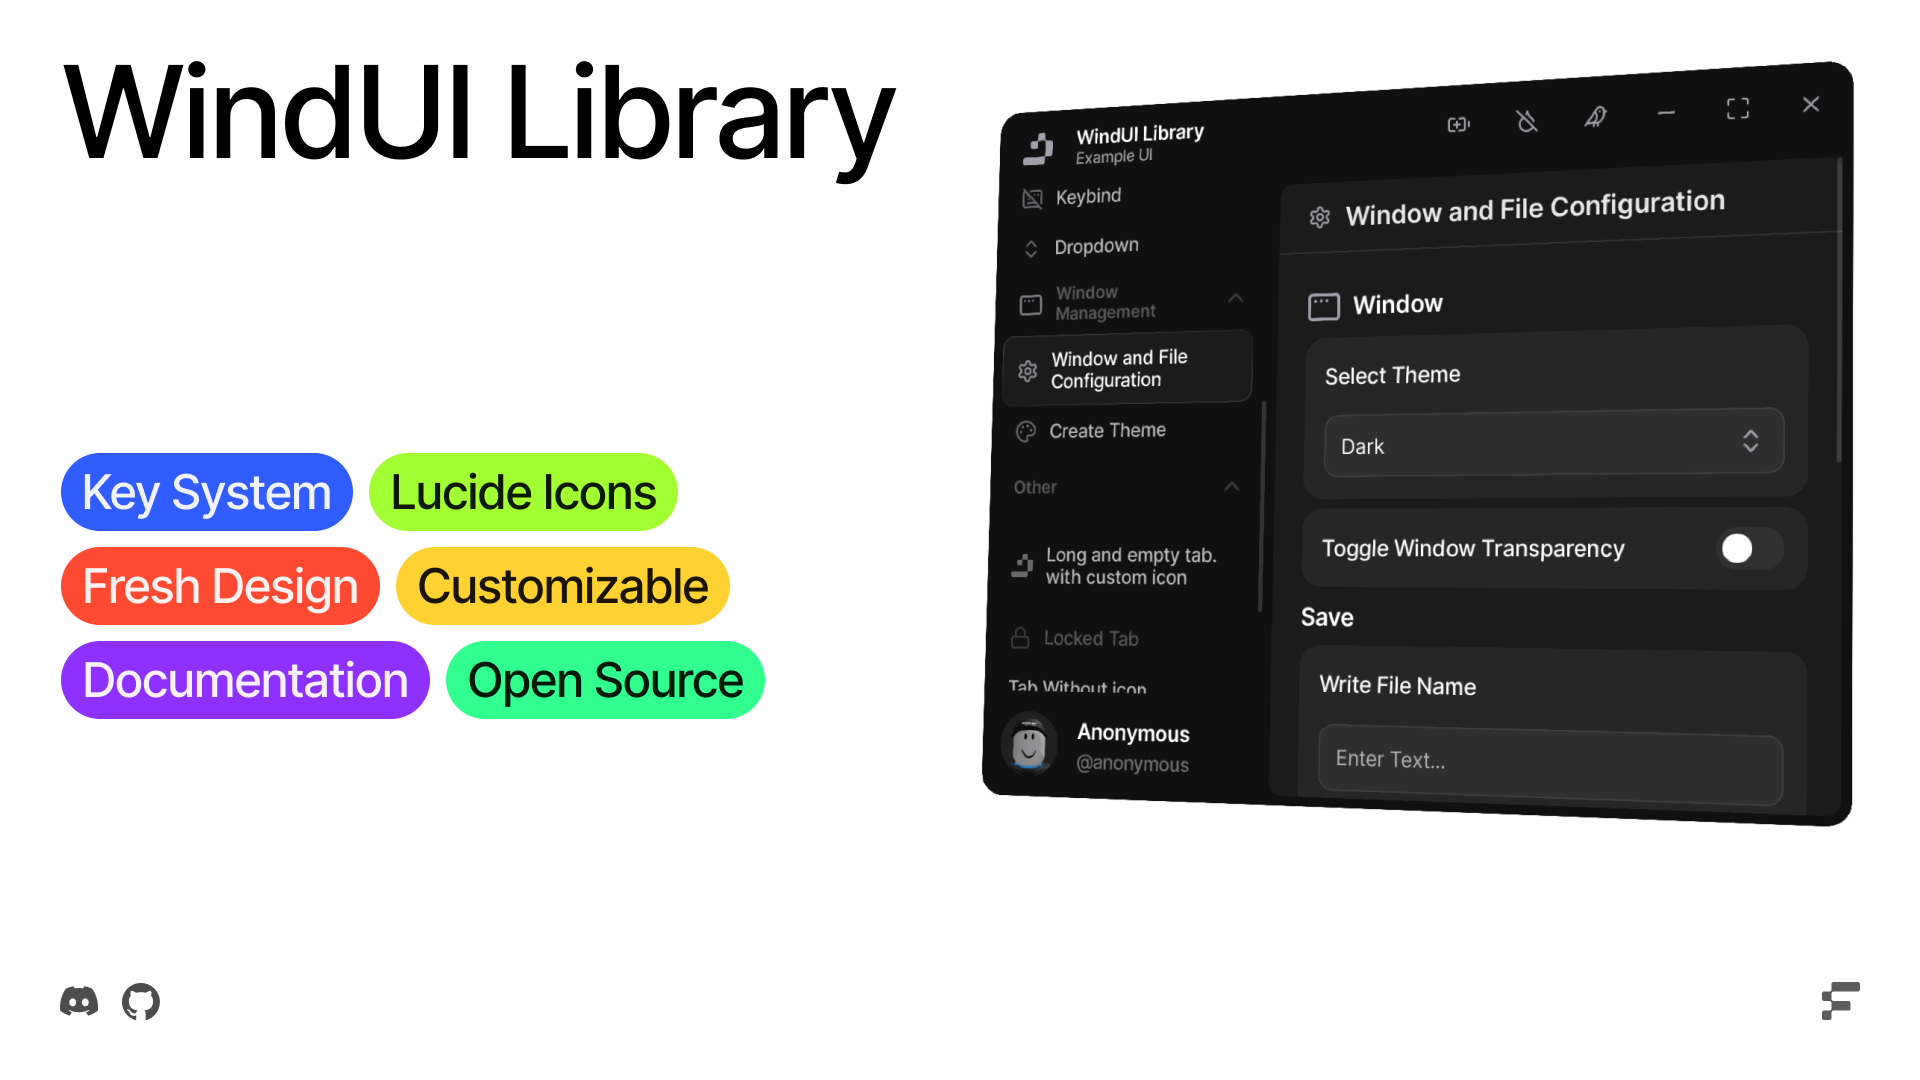 WindUI Library
Key System
Lucide Icons
Fresh Design
Customizable
Documentation
Open Source
WindUI Library
Example UI
Keybind
Dropdown
Window
Management
Window and File
Configuration
Create Theme
Other
Long and empty tab.
with custom icon
Locked Tab
Tab Without icon
Anonymous
@anonymous
Window and File Configuration
Window
Select Theme
Dark
Toggle Window Transparency
Save
Write File Name
Enter Text...